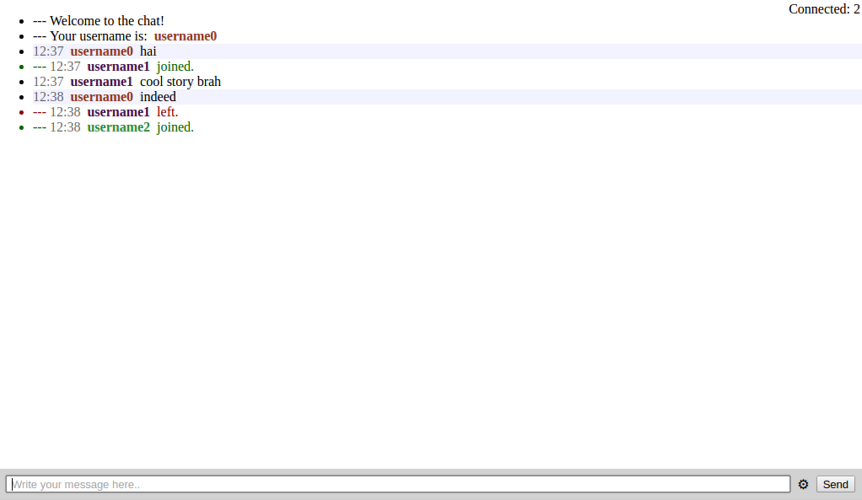 Connected: 2
--- Welcome to the chat!
--- Your username is: username0
12:37 username0 hai
--- 12:37 username1 joined.
12:37 username1 cool story brah
12:38 username0 indeed
--- 12:38 username1 left.
--- 12:38 username2 joined.
Write your message here.. ⚙ Send